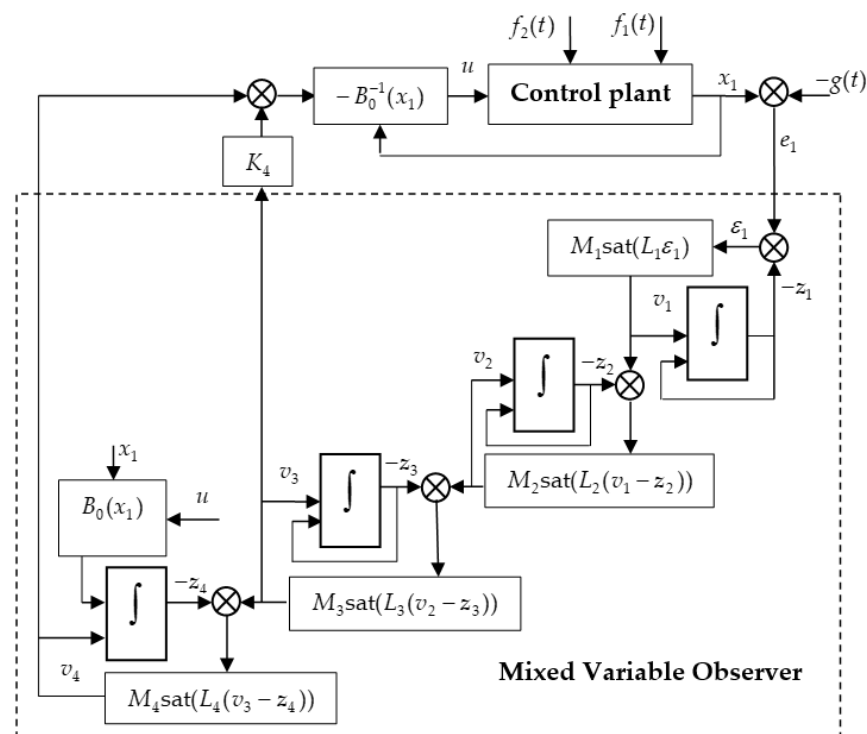 f₂(t)
f₁(t)
− B₀⁻¹(x₁)
u
Control plant
x₁
−g(t)
K₄
e₁
M₁sat(L₁ε₁)
ε₁
v₁
∫
−z₁
v₂
∫
−z₂
M₂sat(L₂(v₁ − z₂))
v₃
∫
−z₃
x₁
B₀(x₁)
u
M₃sat(L₃(v₂ − z₃))
∫
−z₄
v₄
M₄sat(L₄(v₃ − z₄))
Mixed Variable Observer